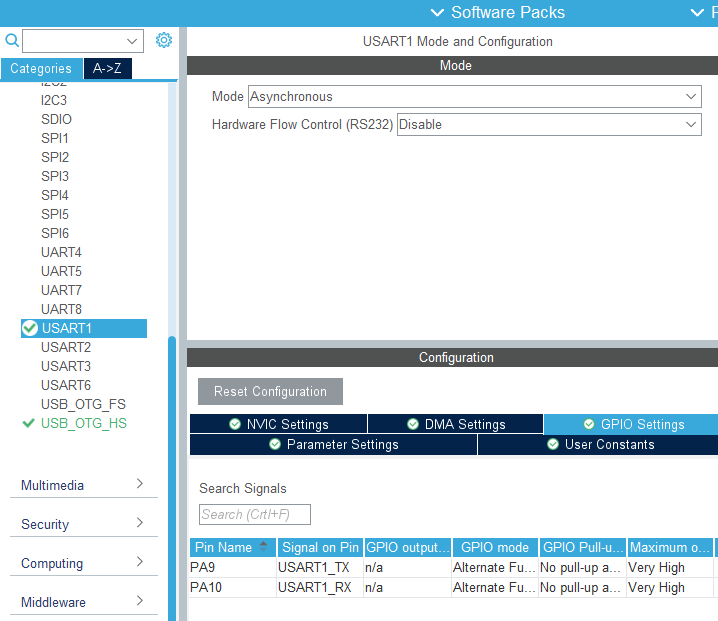 Software Packs
P
USART1 Mode and Configuration
Categories
A->Z
Mode
Mode Asynchronous
Hardware Flow Control (RS232) Disable
I2C2
I2C3
SDIO
SPI1
SPI2
SPI3
SPI4
SPI5
SPI6
UART4
UART5
UART7
UART8
USART1
USART2
USART3
USART6
USB_OTG_FS
USB_OTG_HS
Multimedia
Security
Computing
Middleware
Configuration
Reset Configuration
NVIC Settings
DMA Settings
GPIO Settings
Parameter Settings
User Constants
Search Signals
Search (Crtl+F)
Pin Name Signal on Pin GPIO output... GPIO mode GPIO Pull-u... Maximum o...
PA9 USART1_TX n/a Alternate Fu... No pull-up a... Very High
PA10 USART1_RX n/a Alternate Fu... No pull-up a... Very High